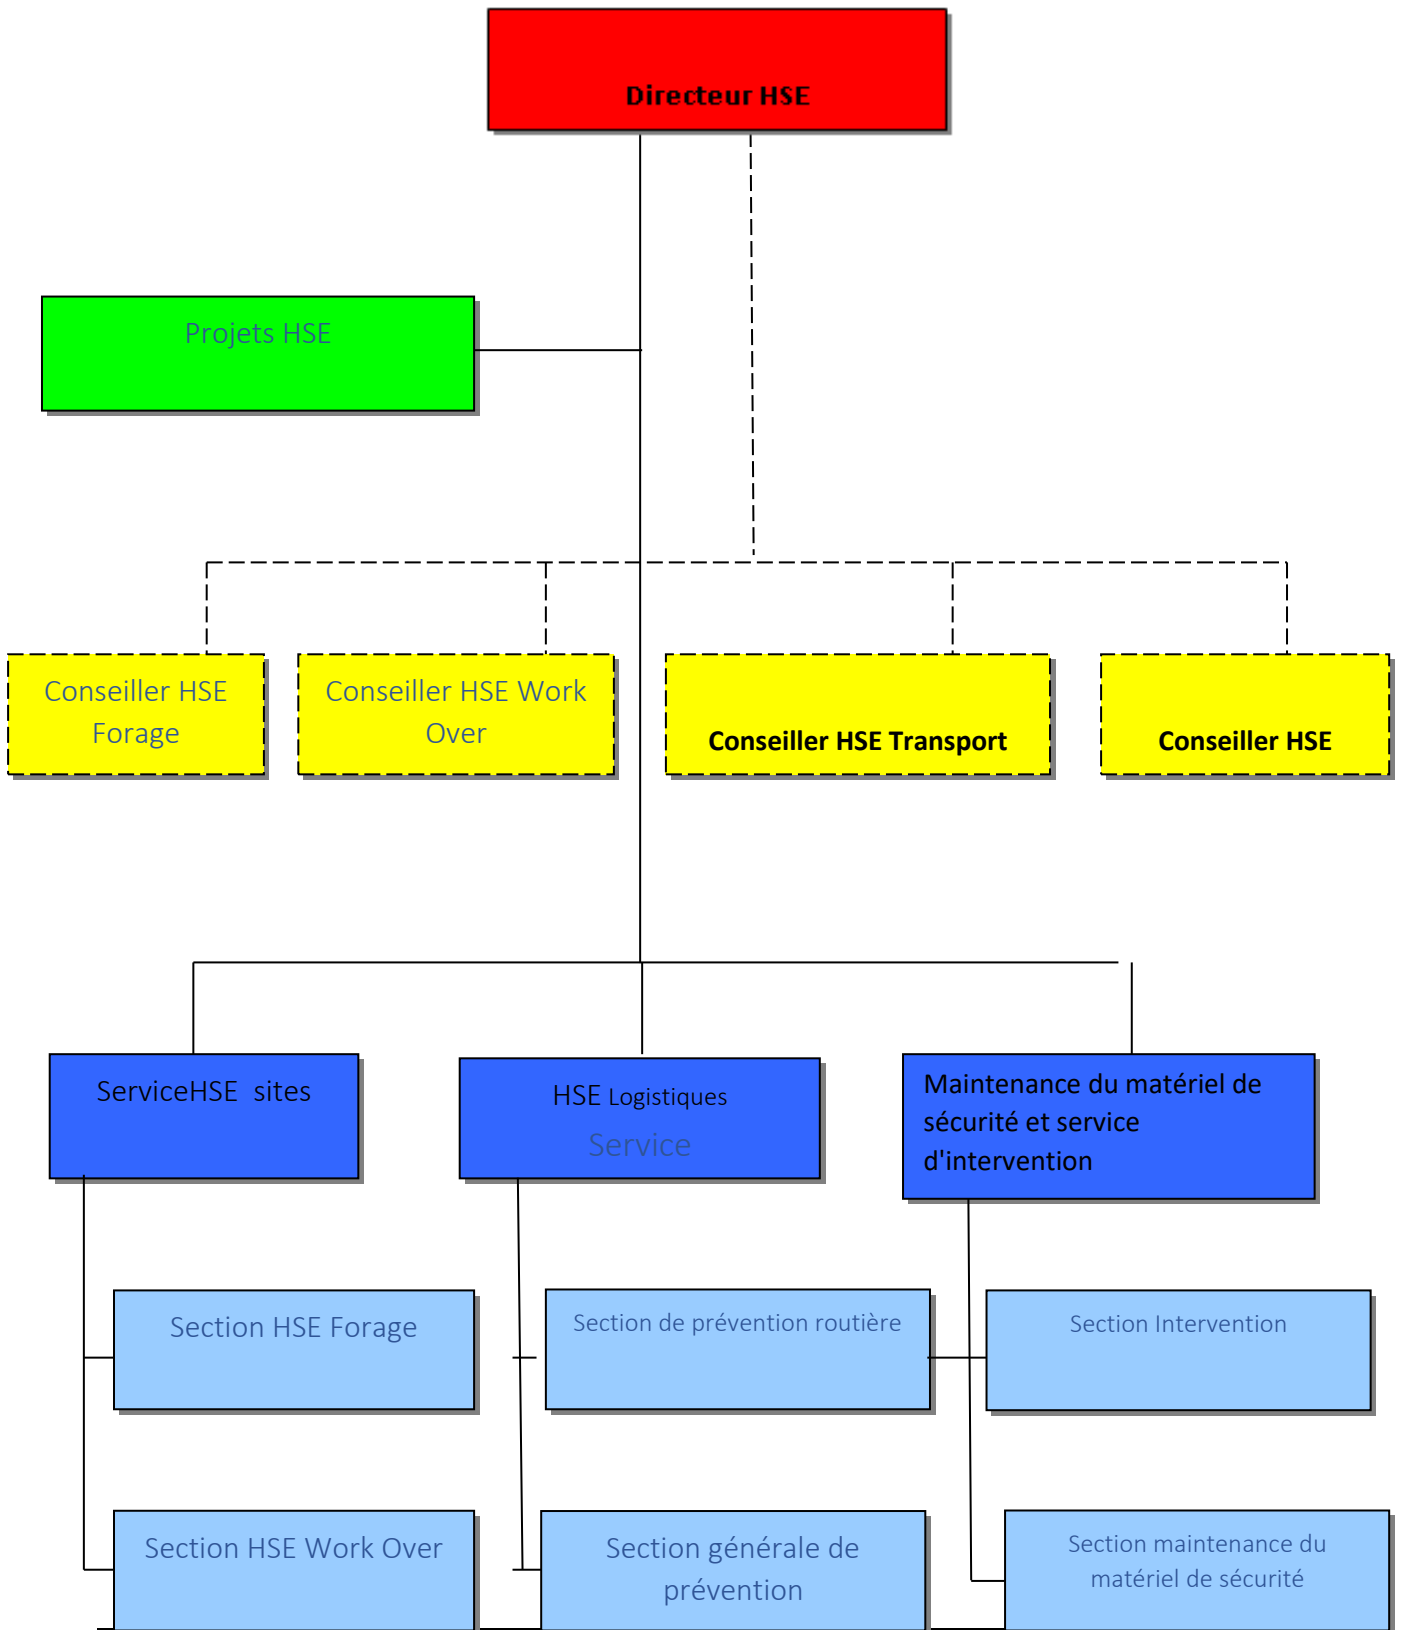 Directeur HSE
Projets HSE
Conseiller HSE
Forage
Conseiller HSE Work
Over
Conseiller HSE Transport
Conseiller HSE
ServiceHSE  sites
HSE Logistiques
Service
Maintenance du matériel de
sécurité et service
d'intervention
Section HSE Forage
Section de prévention routière
Section Intervention
Section HSE Work Over
Section générale de
prévention
Section maintenance du
matériel de sécurité